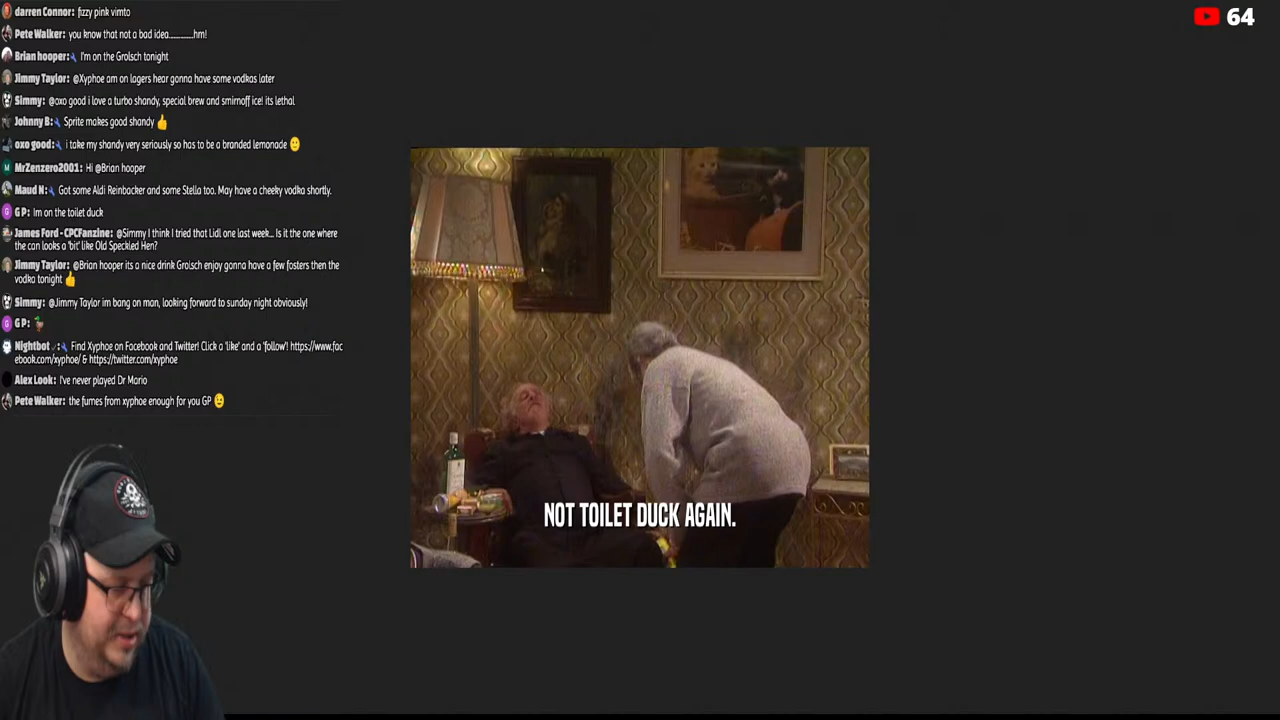 darren Connor: fizzy pink vimto
64
Pete Walker: you know that not a bad idea..............hm!
Brian hooper: I'm on the Grolsch tonight
Jimmy Taylor: @Xyphoe am on lagers hear gonna have some vodkas later
Simmy: @oxo good i love a turbo shandy, special brew and smirnoff ice! its lethal
Johnny B: Sprite makes good shandy 👍
oxo good: i take my shandy very seriously so has to be a branded lemonade 🙂
M MrZenzero2001: Hi @Brian hooper
Maud N: Got some Aldi Reinbacker and some Stella too. May have a cheeky vodka shortly.
G G P: Im on the toilet duck
James Ford - CPCFanzine: @Simmy I think I tried that Lidl one last week... Is it the one where
the can looks a 'bit' like Old Speckled Hen?
Jimmy Taylor: @Brian hooper its a nice drink Grolsch enjoy gonna have a few fosters then the
vodka tonight 👍
Simmy: @Jimmy Taylor im bang on man, looking forward to sunday night obviously!
G G P:
Nightbot: Find Xyphoe on Facebook and Twitter! Click a 'like' and a 'follow'! https://www.fac
ebook.com/xyphoe/ & https://twitter.com/xyphoe
Alex Look: I've never played Dr Mario
Pete Walker: the fumes from xyphoe enough for you GP 😉
NOT TOILET DUCK AGAIN.